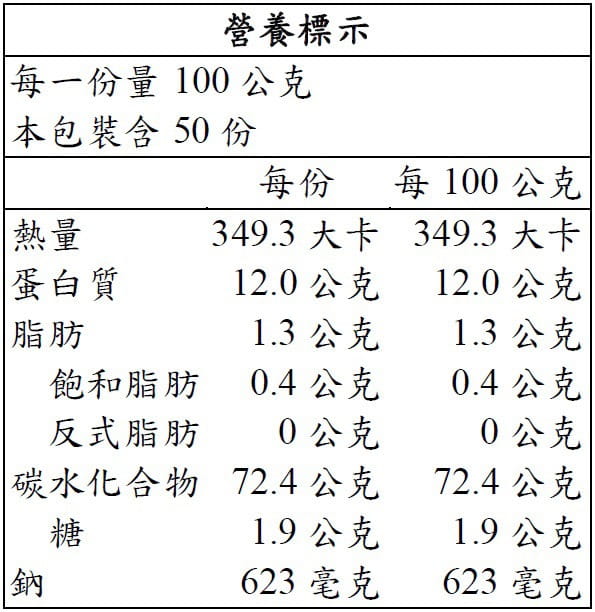 營養標示
每一份量 100 公克
本包裝含 50 份
每份 每 100 公克
熱量 349.3 大卡 349.3 大卡
蛋白質 12.0 公克 12.0 公克
脂肪 1.3 公克 1.3 公克
飽和脂肪 0.4 公克 0.4 公克
反式脂肪 0 公克 0 公克
碳水化合物 72.4 公克 72.4 公克
糖 1.9 公克 1.9 公克
鈉 623 毫克 623 毫克